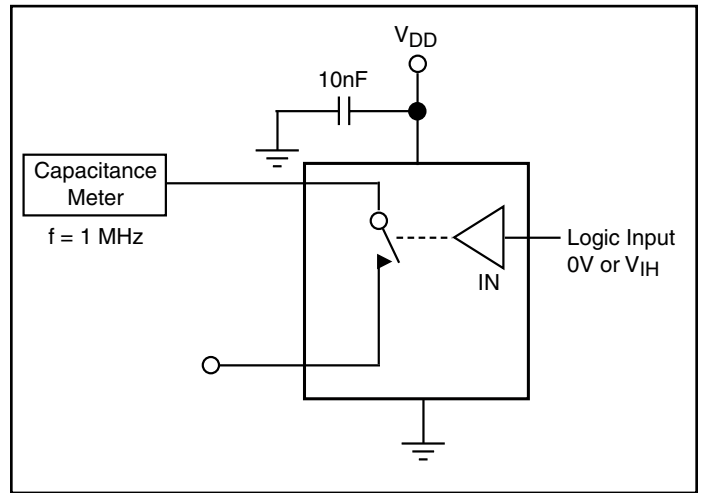 VDD
10nF
Capacitance
Meter
f = 1 MHz
Logic Input
0V or VIH
IN